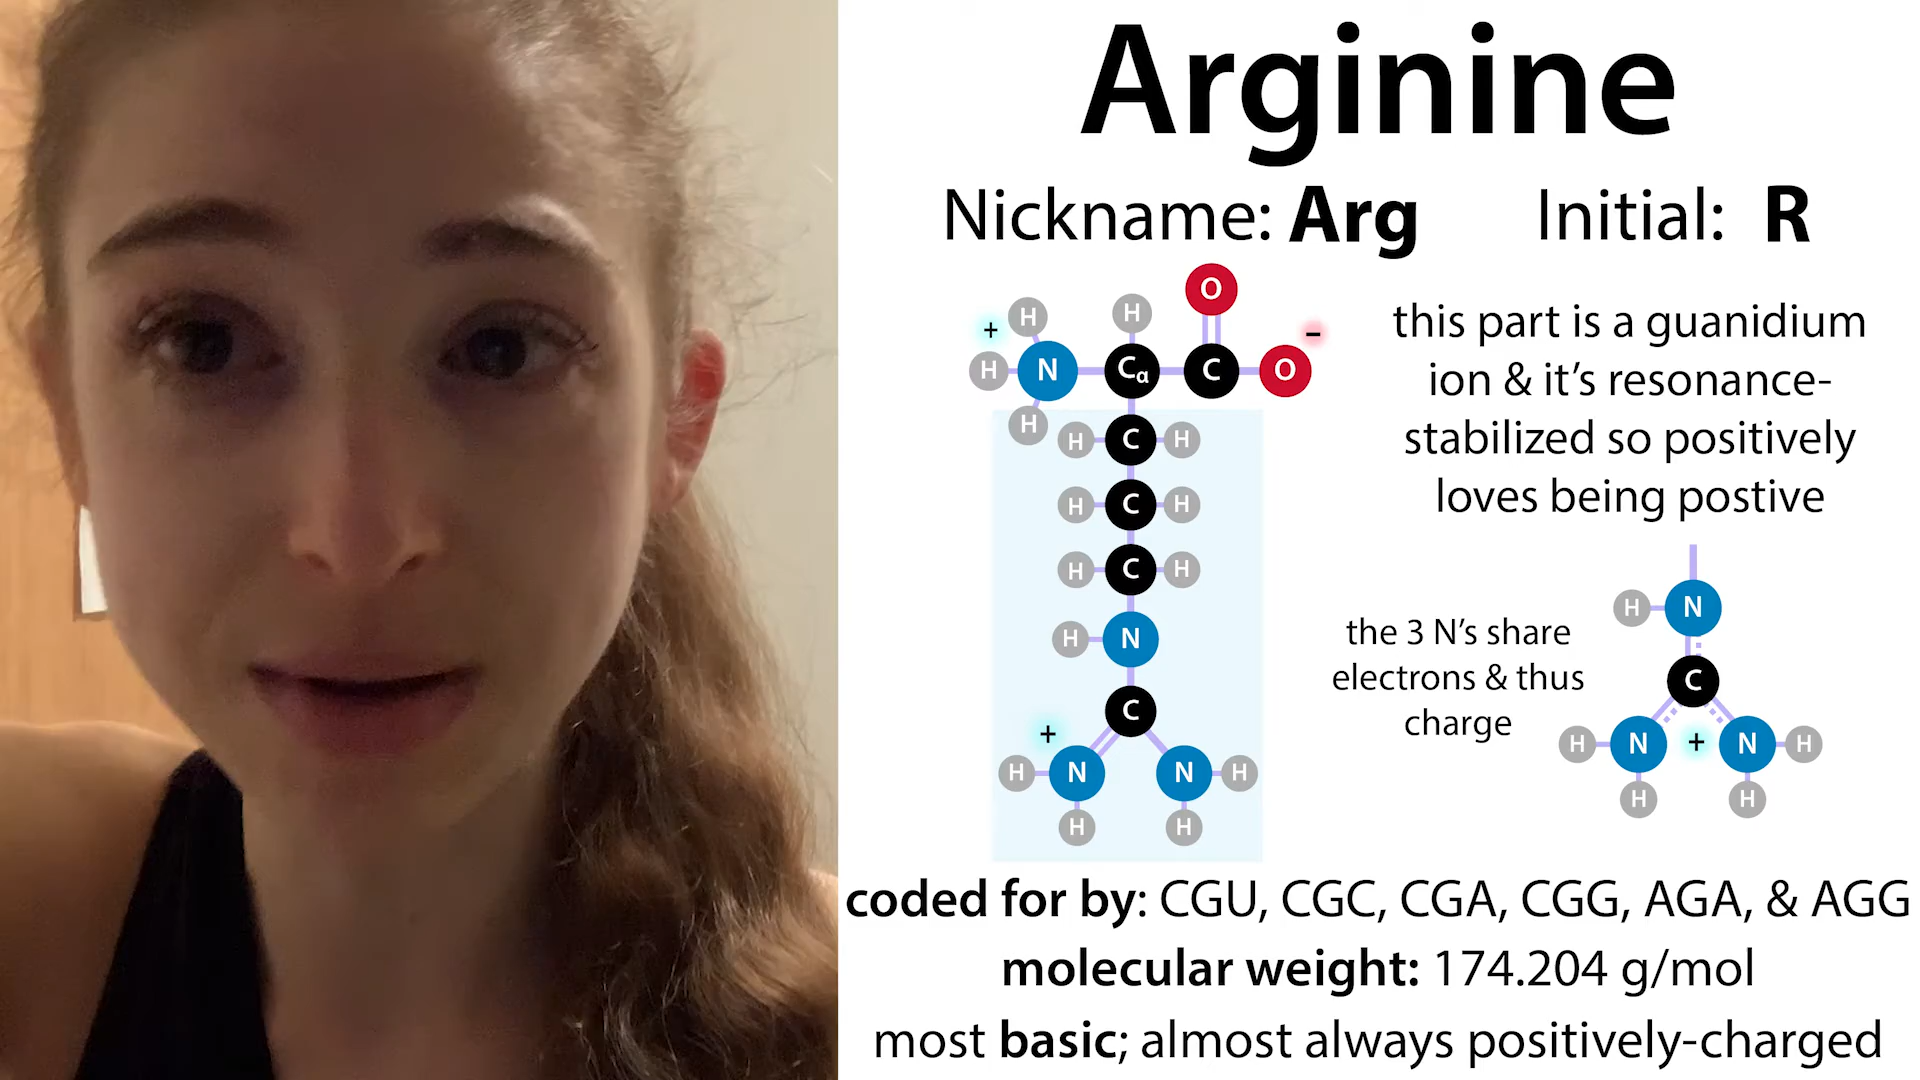 Arginine
Nickname: Arg Initial: R
O
H H + -
H N Cα C O
H
H C H
H C H
H C H
H N
C
+
H N N H
H H
this part is a guanidium
ion & it's resonance-
stabilized so positively
loves being postive
the 3 N's share
electrons & thus
charge
H N
C
H N + N H
H H
coded for by: CGU, CGC, CGA, CGG, AGA, & AGG
molecular weight: 174.204 g/mol
most basic; almost always positively-charged